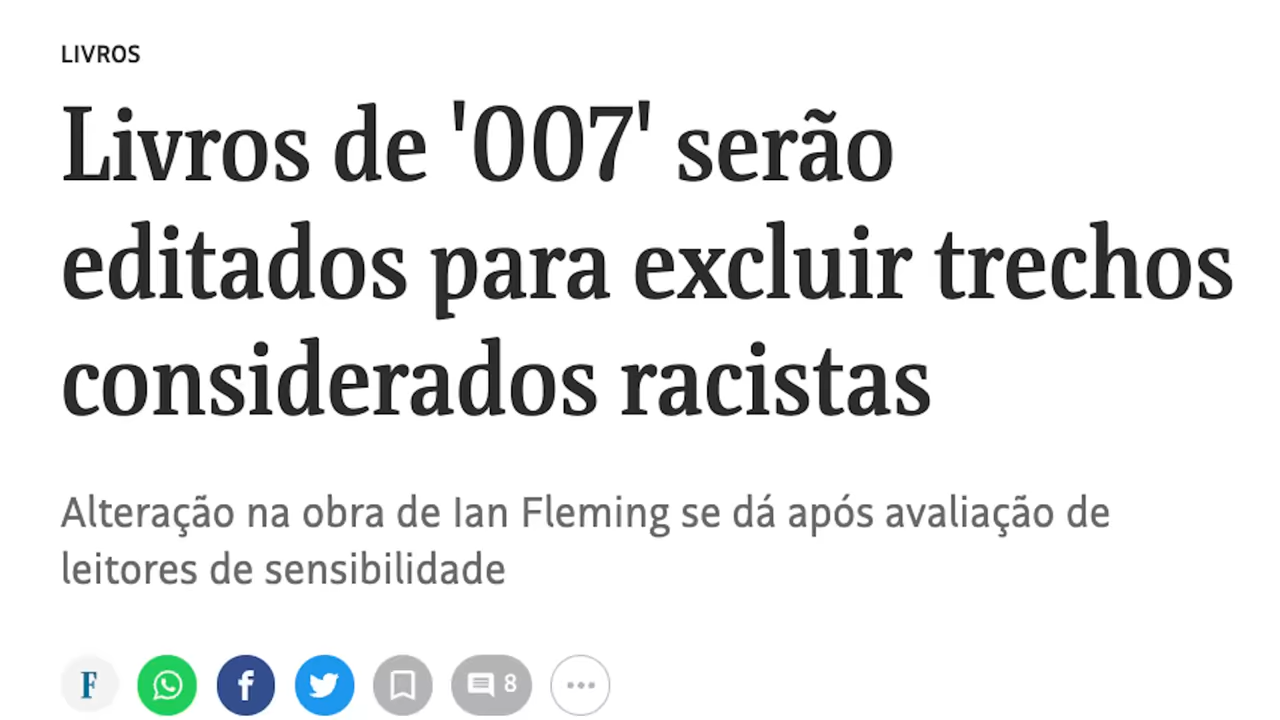 LIVROS
Livros de '007' serão
editados para excluir trechos
considerados racistas
Alteração na obra de Ian Fleming se dá após avaliação de
leitores de sensibilidade
F
8